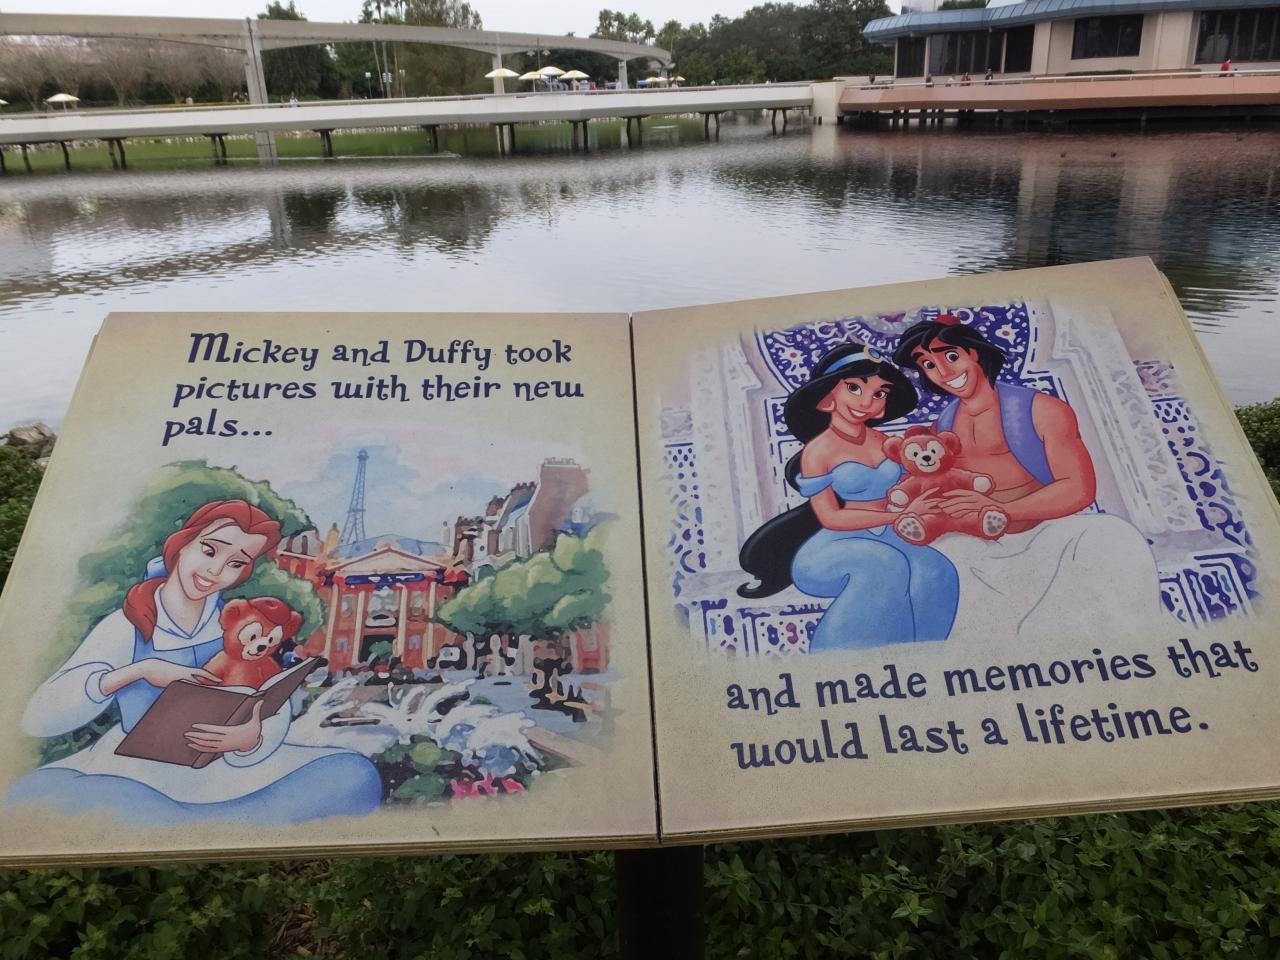 Mickey and Duffy took
pictures with their new
pals...
and made memories that
would last a lifetime.